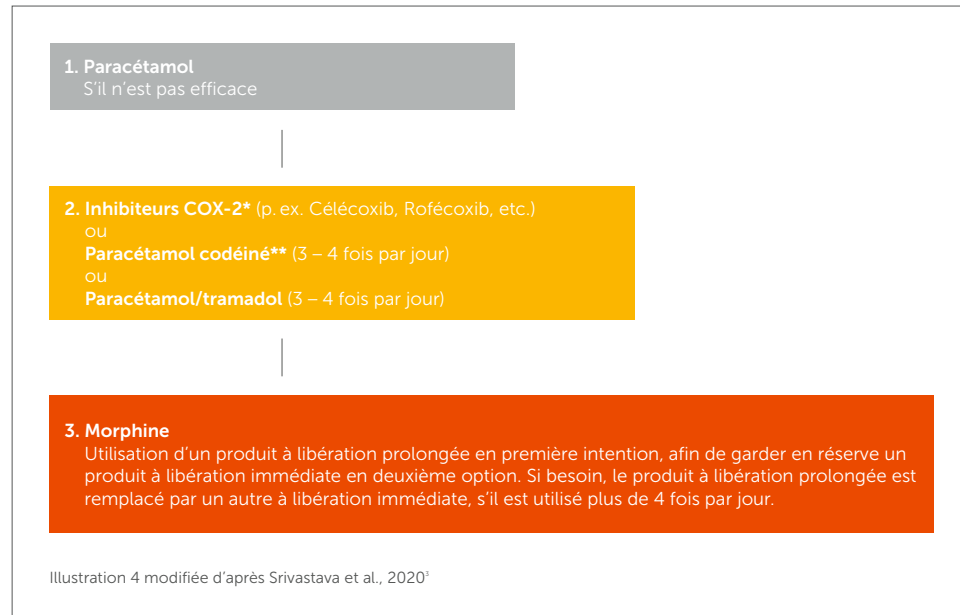 1. Paracétamol
S’il n’est pas efficace
2. Inhibiteurs COX-2* (p. ex. Célécoxib, Rofécoxib, etc.)
ou
Paracétamol codéiné** (3 – 4 fois par jour)
ou
Paracétamol/tramadol (3 – 4 fois par jour)
3. Morphine
Utilisation d’un produit à libération prolongée en première intention, afin de garder en réserve un
produit à libération immédiate en deuxième option. Si besoin, le produit à libération prolongée est
remplacé par un autre à libération immédiate, s’il est utilisé plus de 4 fois par jour.
Illustration 4 modifiée d’après Srivastava et al., 2020³